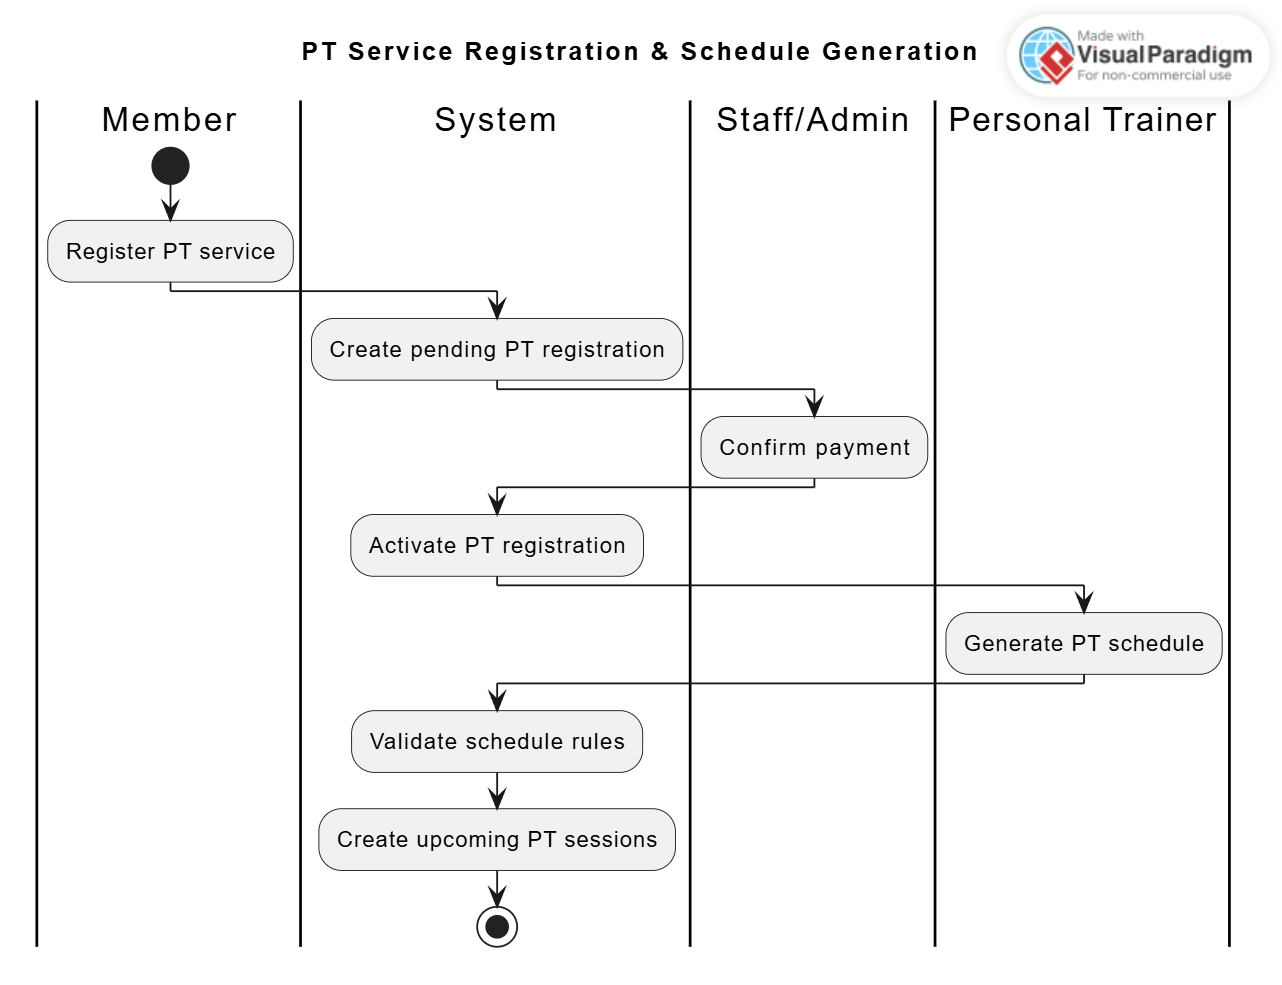 PT Service Registration & Schedule Generation
Made with
VisualParadigm
For non-commercial use
Member
System
Staff/Admin
Personal Trainer
Register PT service
Create pending PT registration
Confirm payment
Activate PT registration
Generate PT schedule
Validate schedule rules
Create upcoming PT sessions